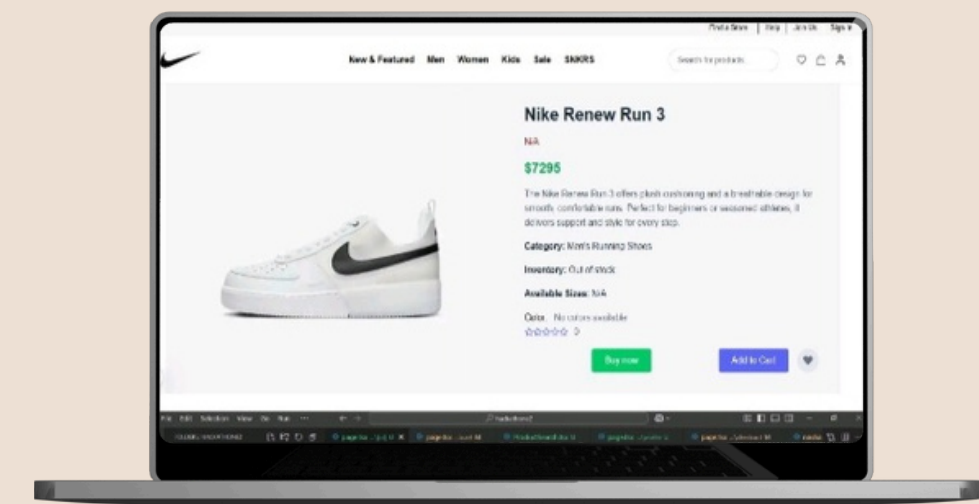 Find a Store | Help | Join Us Sign In
New & Featured Men Women Kids Sale SNKRS
Search for products
Nike Renew Run 3
N/A
$7295
The Nike Renew Run 3 offers plush cushioning and a breathable design for
smooth, comfortable runs. Perfect for beginners or seasoned athletes, it
delivers support and style for every step.
Category: Men's Running Shoes
Inventory: Out of stock
Available Sizes: N/A
Color: No colors available
Buy now
Add to Cart
File Edit Selection View Go Run ...